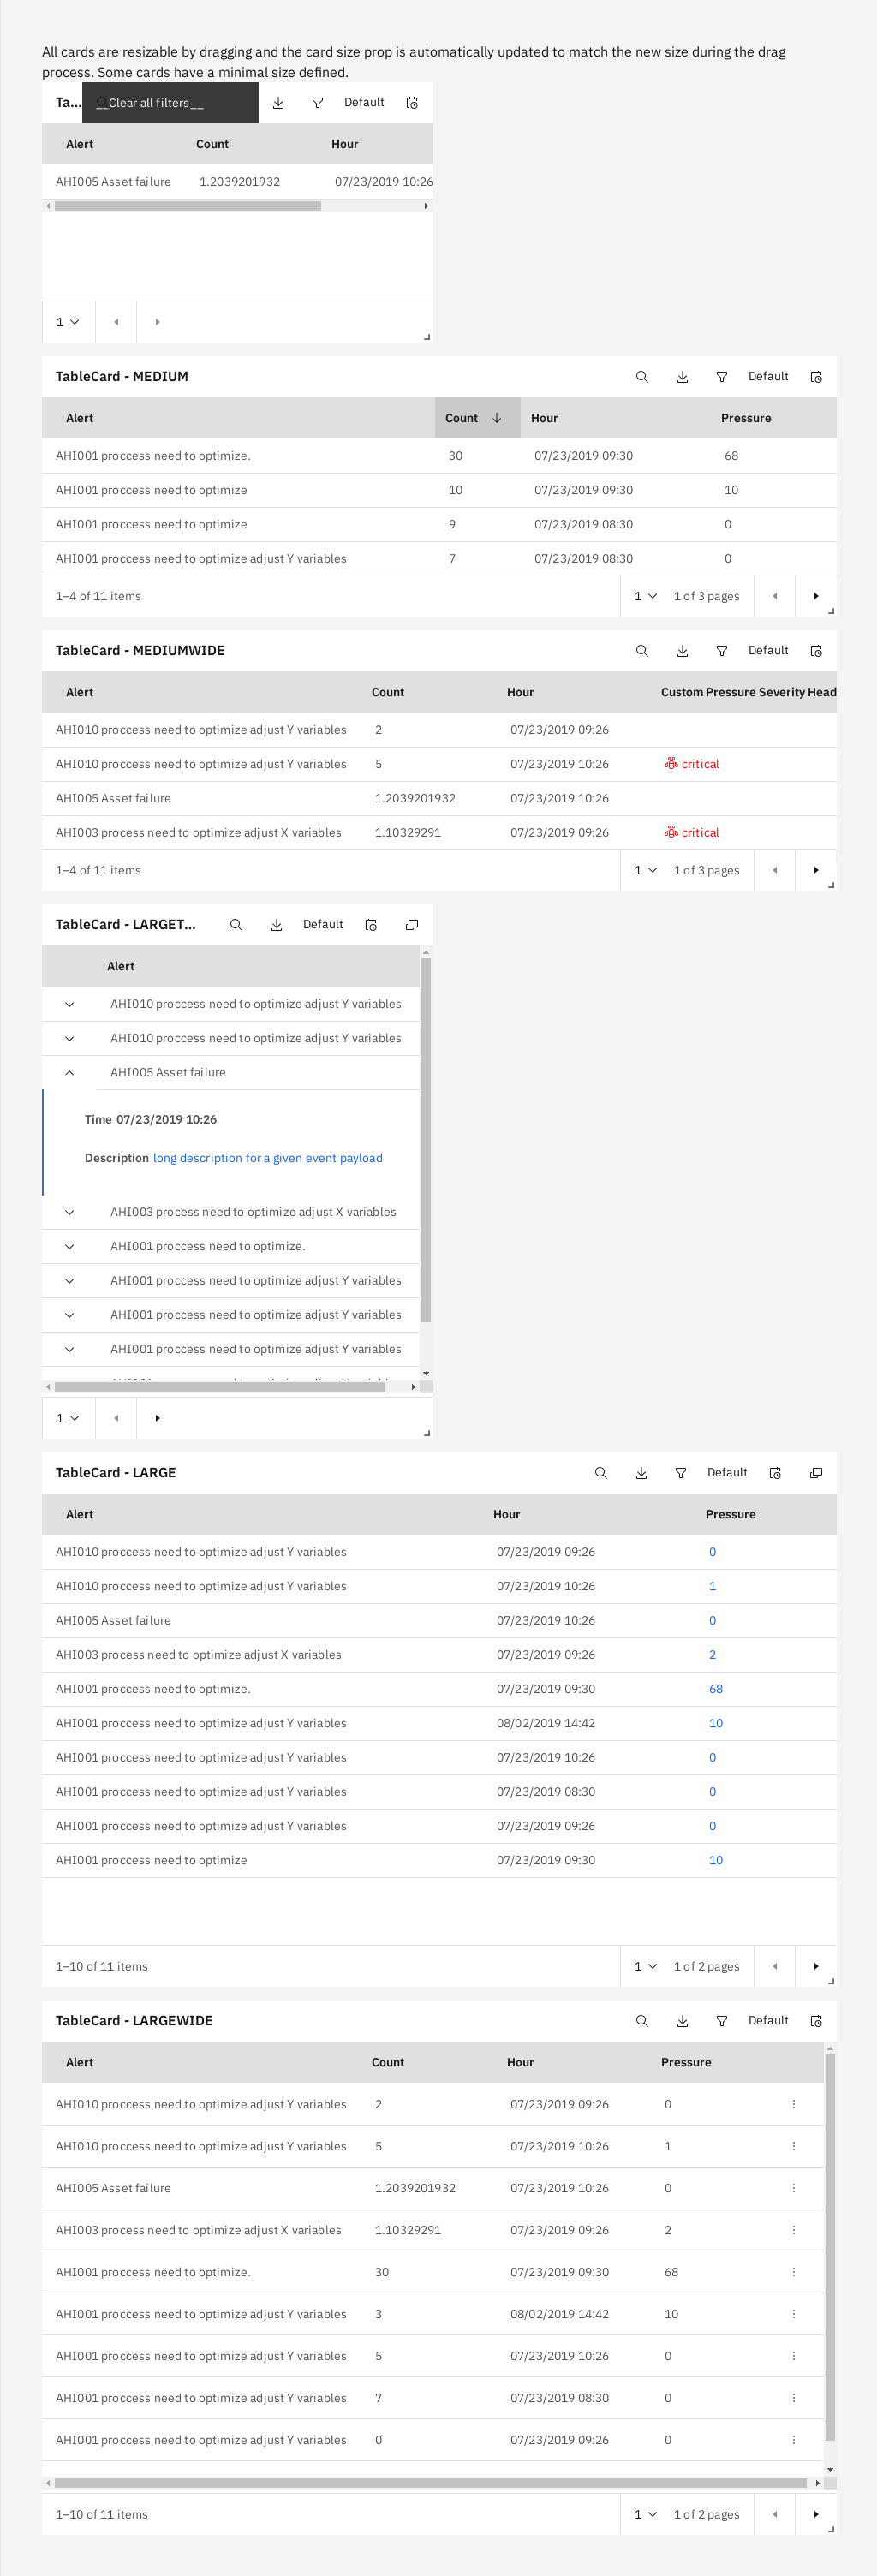 All cards are resizable by dragging and the card size prop is automatically updated to match the new size during the drag
process. Some cards have a minimal size defined.
Ta... __Clear all filters__ Default
Alert Count Hour
AHI005 Asset failure 1.2039201932 07/23/2019 10:26
1
TableCard - MEDIUM Default
Alert Count Hour Pressure
AHI001 proccess need to optimize. 30 07/23/2019 09:30 68
AHI001 proccess need to optimize 10 07/23/2019 09:30 10
AHI001 proccess need to optimize 9 07/23/2019 08:30 0
AHI001 proccess need to optimize adjust Y variables 7 07/23/2019 08:30 0
1–4 of 11 items 1 1 of 3 pages
TableCard - MEDIUMWIDE Default
Alert Count Hour Custom Pressure Severity Head
AHI010 proccess need to optimize adjust Y variables 2 07/23/2019 09:26
AHI010 proccess need to optimize adjust Y variables 5 07/23/2019 10:26 critical
AHI005 Asset failure 1.2039201932 07/23/2019 10:26
AHI003 process need to optimize adjust X variables 1.10329291 07/23/2019 09:26 critical
1–4 of 11 items 1 1 of 3 pages
TableCard - LARGET... Default
Alert
AHI010 proccess need to optimize adjust Y variables
AHI010 proccess need to optimize adjust Y variables
AHI005 Asset failure
Time 07/23/2019 10:26
Description long description for a given event payload
AHI003 process need to optimize adjust X variables
AHI001 proccess need to optimize.
AHI001 proccess need to optimize adjust Y variables
AHI001 proccess need to optimize adjust Y variables
AHI001 proccess need to optimize adjust Y variables
1
TableCard - LARGE Default
Alert Hour Pressure
AHI010 proccess need to optimize adjust Y variables 07/23/2019 09:26 0
AHI010 proccess need to optimize adjust Y variables 07/23/2019 10:26 1
AHI005 Asset failure 07/23/2019 10:26 0
AHI003 process need to optimize adjust X variables 07/23/2019 09:26 2
AHI001 proccess need to optimize. 07/23/2019 09:30 68
AHI001 proccess need to optimize adjust Y variables 08/02/2019 14:42 10
AHI001 proccess need to optimize adjust Y variables 07/23/2019 10:26 0
AHI001 proccess need to optimize adjust Y variables 07/23/2019 08:30 0
AHI001 proccess need to optimize adjust Y variables 07/23/2019 09:26 0
AHI001 proccess need to optimize 07/23/2019 09:30 10
1–10 of 11 items 1 1 of 2 pages
TableCard - LARGEWIDE Default
Alert Count Hour Pressure
AHI010 proccess need to optimize adjust Y variables 2 07/23/2019 09:26 0
AHI010 proccess need to optimize adjust Y variables 5 07/23/2019 10:26 1
AHI005 Asset failure 1.2039201932 07/23/2019 10:26 0
AHI003 process need to optimize adjust X variables 1.10329291 07/23/2019 09:26 2
AHI001 proccess need to optimize. 30 07/23/2019 09:30 68
AHI001 proccess need to optimize adjust Y variables 3 08/02/2019 14:42 10
AHI001 proccess need to optimize adjust Y variables 5 07/23/2019 10:26 0
AHI001 proccess need to optimize adjust Y variables 7 07/23/2019 08:30 0
AHI001 proccess need to optimize adjust Y variables 0 07/23/2019 09:26 0
1–10 of 11 items 1 1 of 2 pages